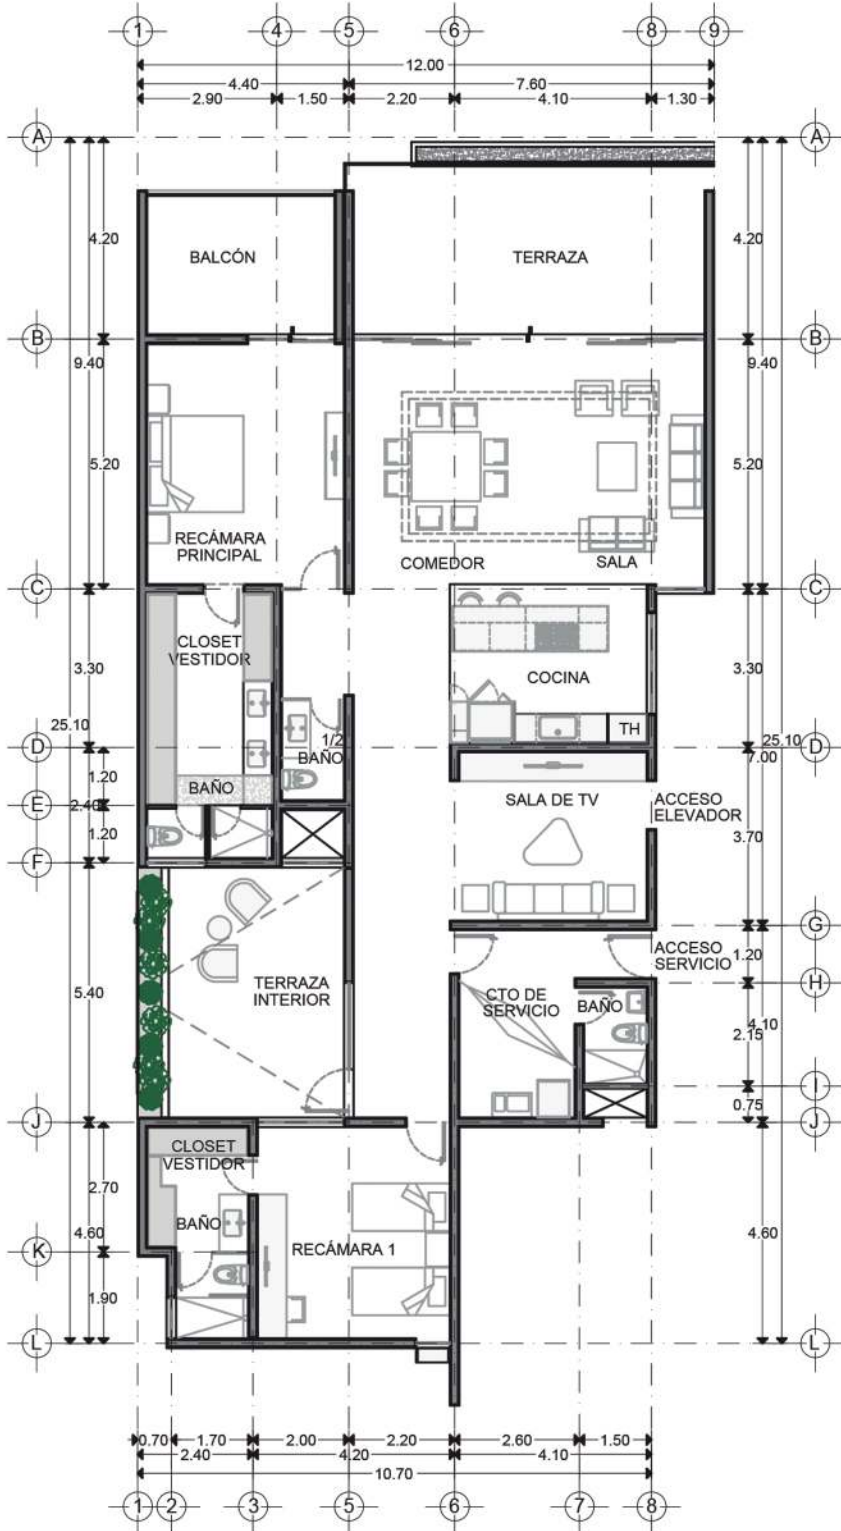 1 4 5 6 8 9
12.00
4.40 7.60
2.90 1.50 2.20 4.10 1.30
A A
4.20 4.20
BALCÓN TERRAZA
B B
9.40 9.40
5.20 5.20
RECÁMARA
PRINCIPAL
COMEDOR SALA
C C
CLOSET
VESTIDOR
3.30 3.30
COCINA
25.10 25.10
TH
1/2
BAÑO
D D
7.00
1.20
BAÑO
SALA DE TV
ACCESO
ELEVADOR
E
2.40
1.20 3.70
F
G
ACCESO
SERVICIO
1.20
TERRAZA
INTERIOR
5.40
H
CTO DE
SERVICIO
BAÑO
4.10
2.15
I
0.75
J J
CLOSET
VESTIDOR
2.70
BAÑO
4.60 4.60
RECÁMARA 1
K
1.90
L L
0.70 1.70 2.00 2.20 2.60 1.50
2.40 4.20 4.10
10.70
1 2 3 5 6 7 8